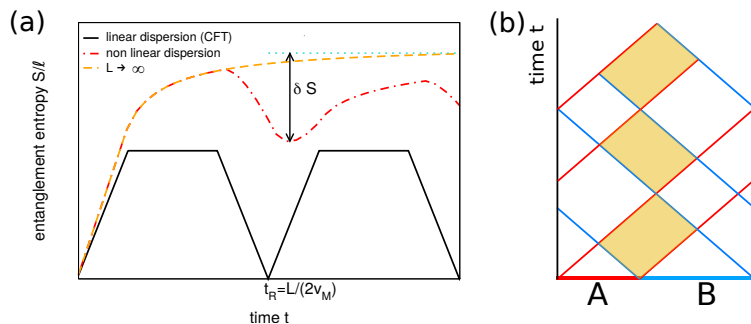 (a)
linear dispersion (CFT)
non linear dispersion
L → ∞
entanglement entropy S/ℓ
δ S
t_R=L/(2v_M)
time t
(b)
time t
A
B